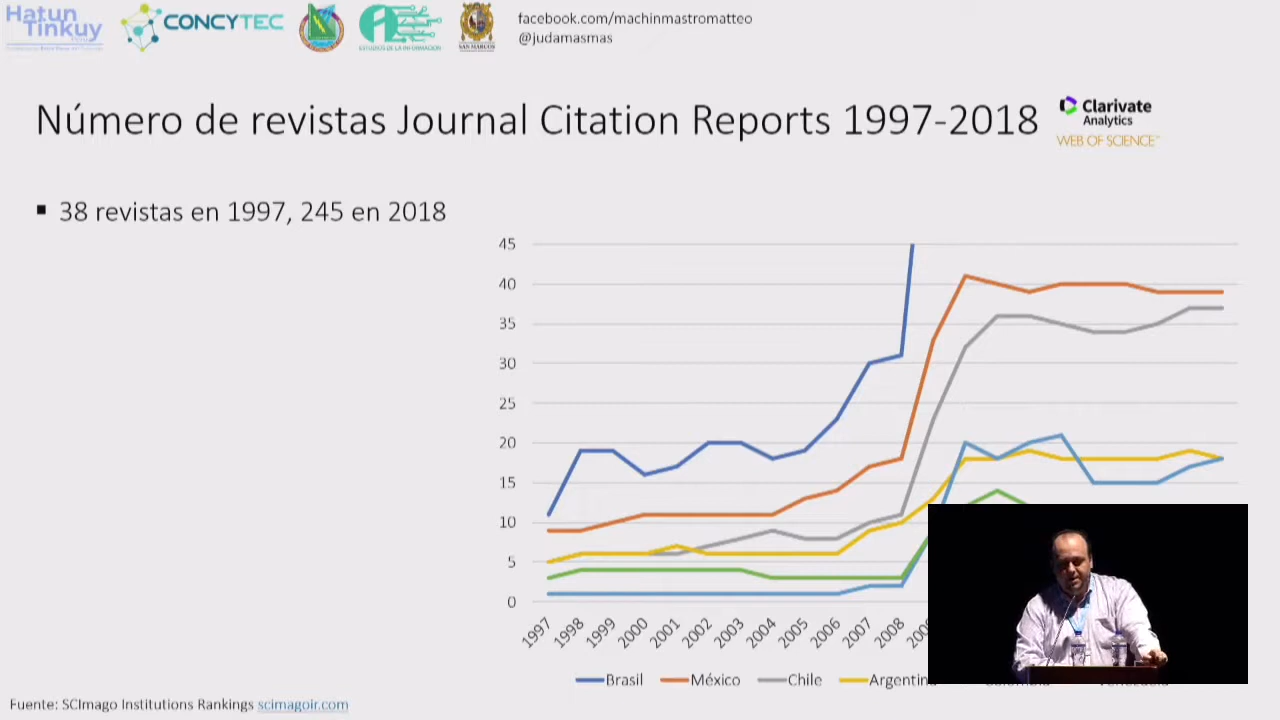 Hatun
Tinkuy
CONCYTEC
ESTUDIOS DE LA INFORMACIÓN
SAN MARCOS
facebook.com/machinmastromatteo
@judamasmas
Número de revistas Journal Citation Reports 1997-2018
Clarivate
Analytics
WEB OF SCIENCE
▪ 38 revistas en 1997, 245 en 2018
45
40
35
30
25
20
15
10
5
0
1997 1998 1999 2000 2001 2002 2003 2004 2005 2006 2007 2008
Brasil México Chile Argentina
Fuente: SCImago Institutions Rankings scimagoir.com